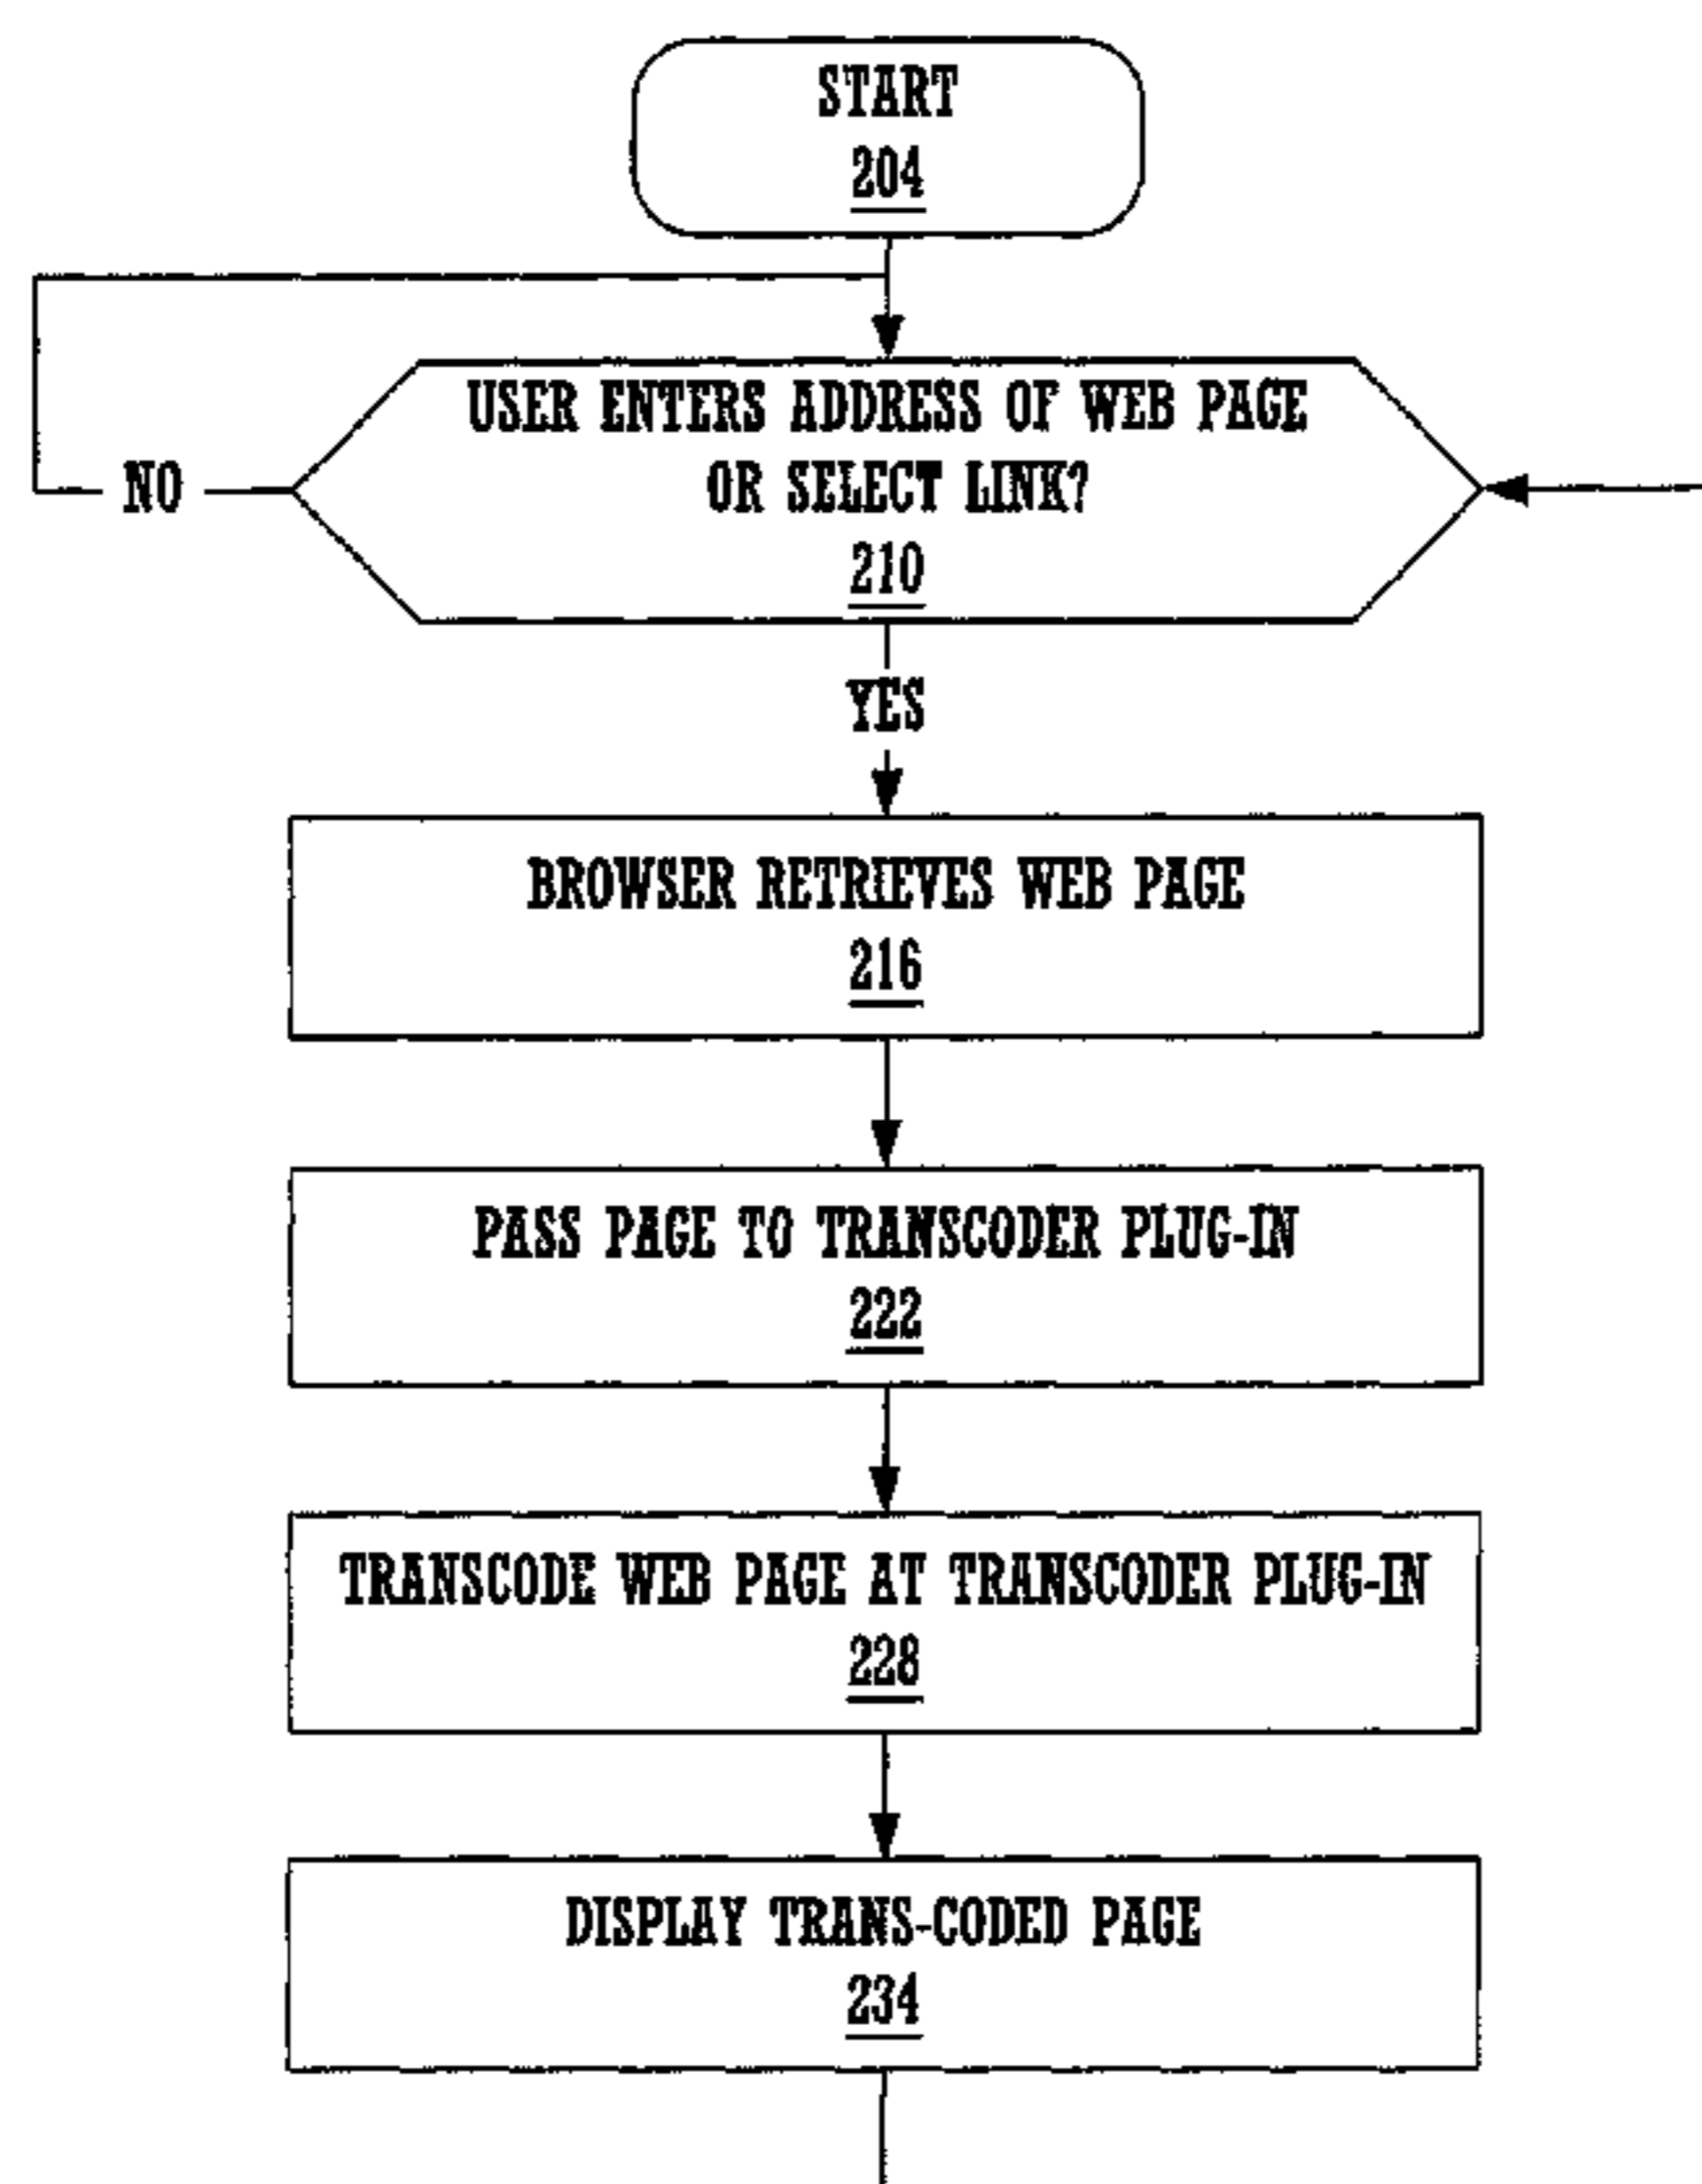 START
204
USER ENTERS ADDRESS OF WEB PAGE
OR SELECT LINK?
210
NO
YES
BROWSER RETRIEVES WEB PAGE
216
PASS PAGE TO TRANSCODER PLUG-IN
222
TRANSCODE WEB PAGE AT TRANSCODER PLUG-IN
228
DISPLAY TRANS-CODED PAGE
234